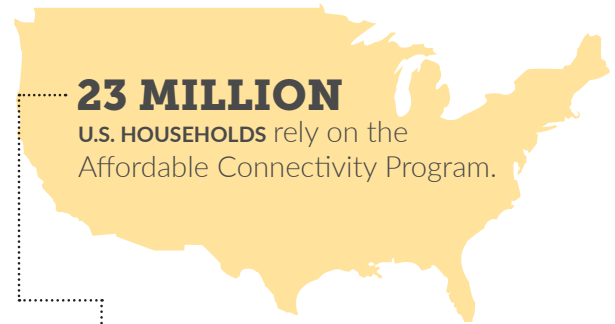 23 MILLION
U.S. HOUSEHOLDS rely on the
Affordable Connectivity Program.